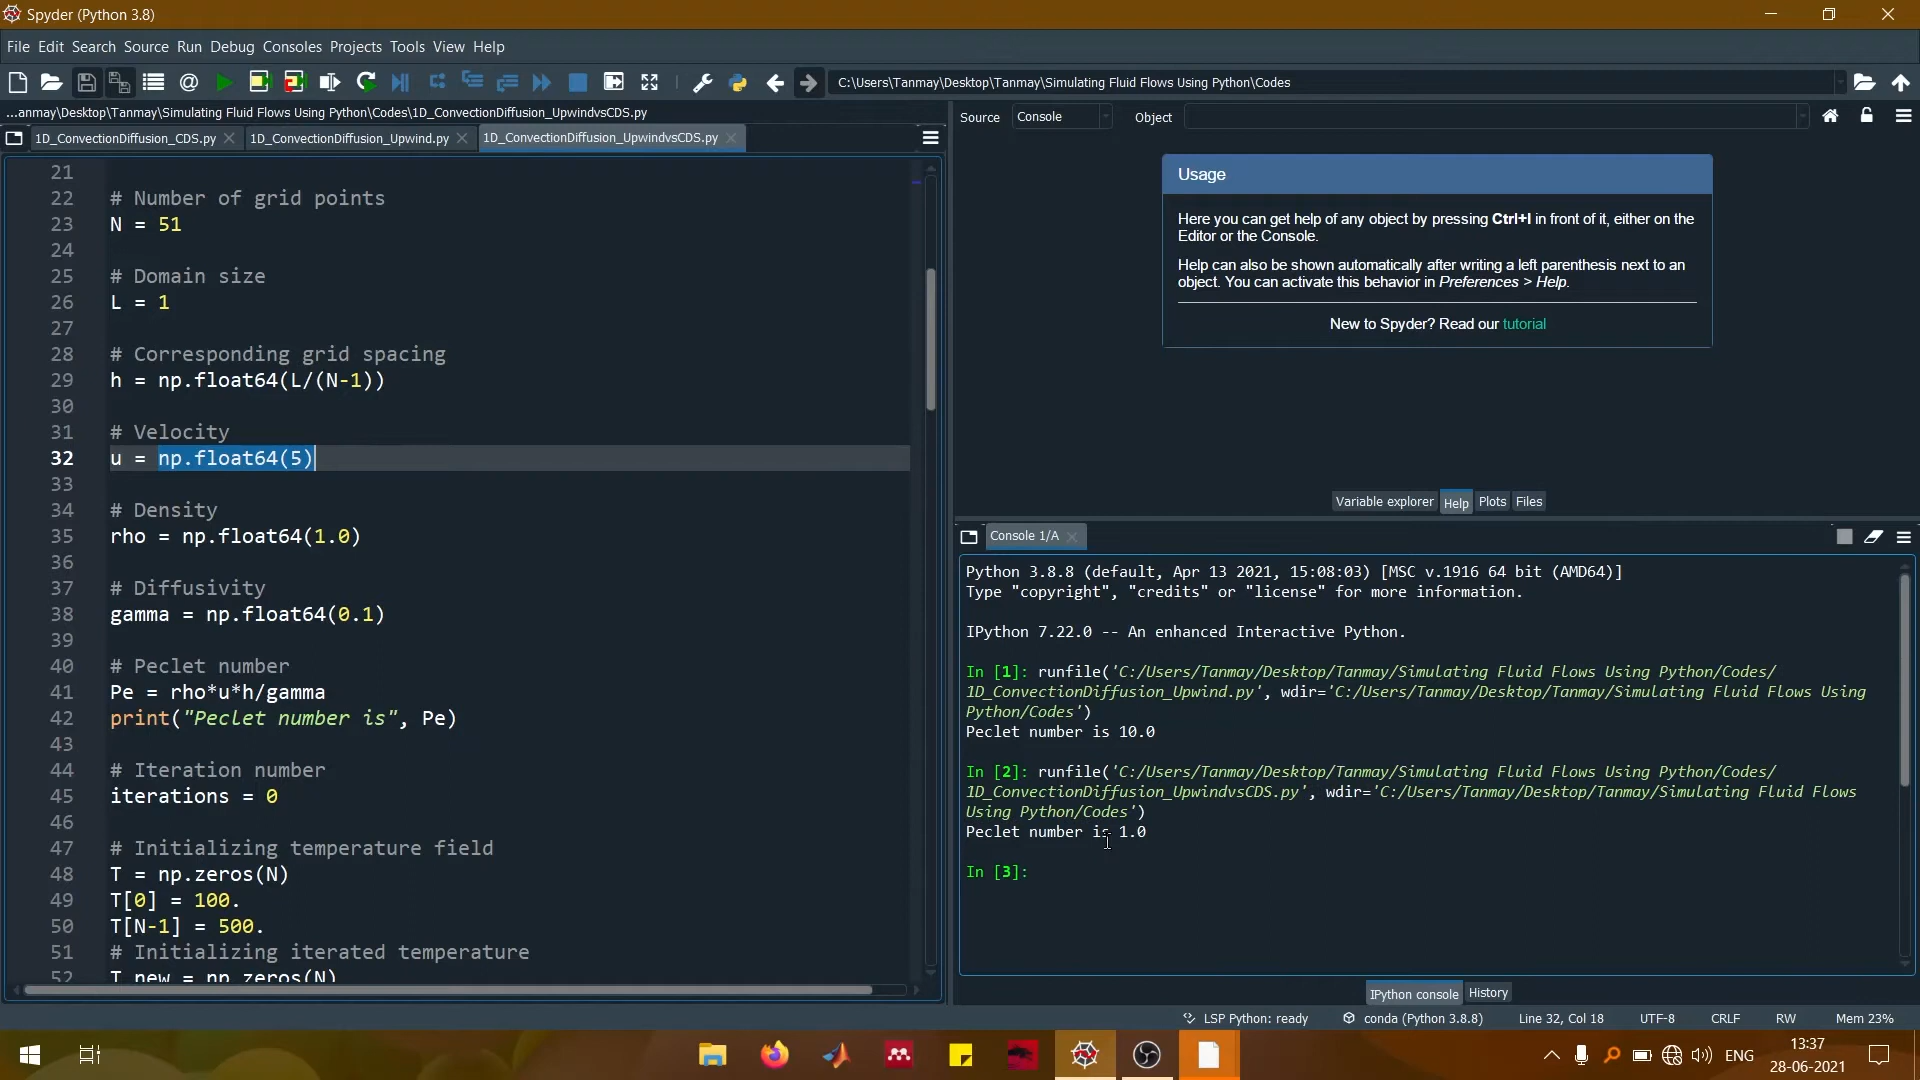 Spyder (Python 3.8)
File Edit Search Source Run Debug Consoles Projects Tools View Help
C:\Users\Tanmay\Desktop\Tanmay\Simulating Fluid Flows Using Python\Codes
...anmay\Desktop\Tanmay\Simulating Fluid Flows Using Python\Codes\1D_ConvectionDiffusion_UpwindvsCDS.py
1D_ConvectionDiffusion_CDS.py 1D_ConvectionDiffusion_Upwind.py 1D_ConvectionDiffusion_UpwindvsCDS.py
21
22 # Number of grid points
23 N = 51
24
25 # Domain size
26 L = 1
27
28 # Corresponding grid spacing
29 h = np.float64(L/(N-1))
30
31 # Velocity
32 u = np.float64(5)
33
34 # Density
35 rho = np.float64(1.0)
36
37 # Diffusivity
38 gamma = np.float64(0.1)
39
40 # Peclet number
41 Pe = rho*u*h/gamma
42 print("Peclet number is", Pe)
43
44 # Iteration number
45 iterations = 0
46
47 # Initializing temperature field
48 T = np.zeros(N)
49 T[0] = 100.
50 T[N-1] = 500.
51 # Initializing iterated temperature
52 T_new = np.zeros(N)
Source Console Object
Usage
Here you can get help of any object by pressing Ctrl+I in front of it, either on the
Editor or the Console.
Help can also be shown automatically after writing a left parenthesis next to an
object. You can activate this behavior in Preferences > Help.
New to Spyder? Read our tutorial
Variable explorer Help Plots Files
Console 1/A
Python 3.8.8 (default, Apr 13 2021, 15:08:03) [MSC v.1916 64 bit (AMD64)]
Type "copyright", "credits" or "license" for more information.
IPython 7.22.0 -- An enhanced Interactive Python.
In [1]: runfile('C:/Users/Tanmay/Desktop/Tanmay/Simulating Fluid Flows Using Python/Codes/
1D_ConvectionDiffusion_Upwind.py', wdir='C:/Users/Tanmay/Desktop/Tanmay/Simulating Fluid Flows Using
Python/Codes')
Peclet number is 10.0
In [2]: runfile('C:/Users/Tanmay/Desktop/Tanmay/Simulating Fluid Flows Using Python/Codes/
1D_ConvectionDiffusion_UpwindvsCDS.py', wdir='C:/Users/Tanmay/Desktop/Tanmay/Simulating Fluid Flows
Using Python/Codes')
Peclet number is 1.0
In [3]:
IPython console History
LSP Python: ready conda (Python 3.8.8) Line 32, Col 18 UTF-8 CRLF RW Mem 23%
ENG
13:37
28-06-2021